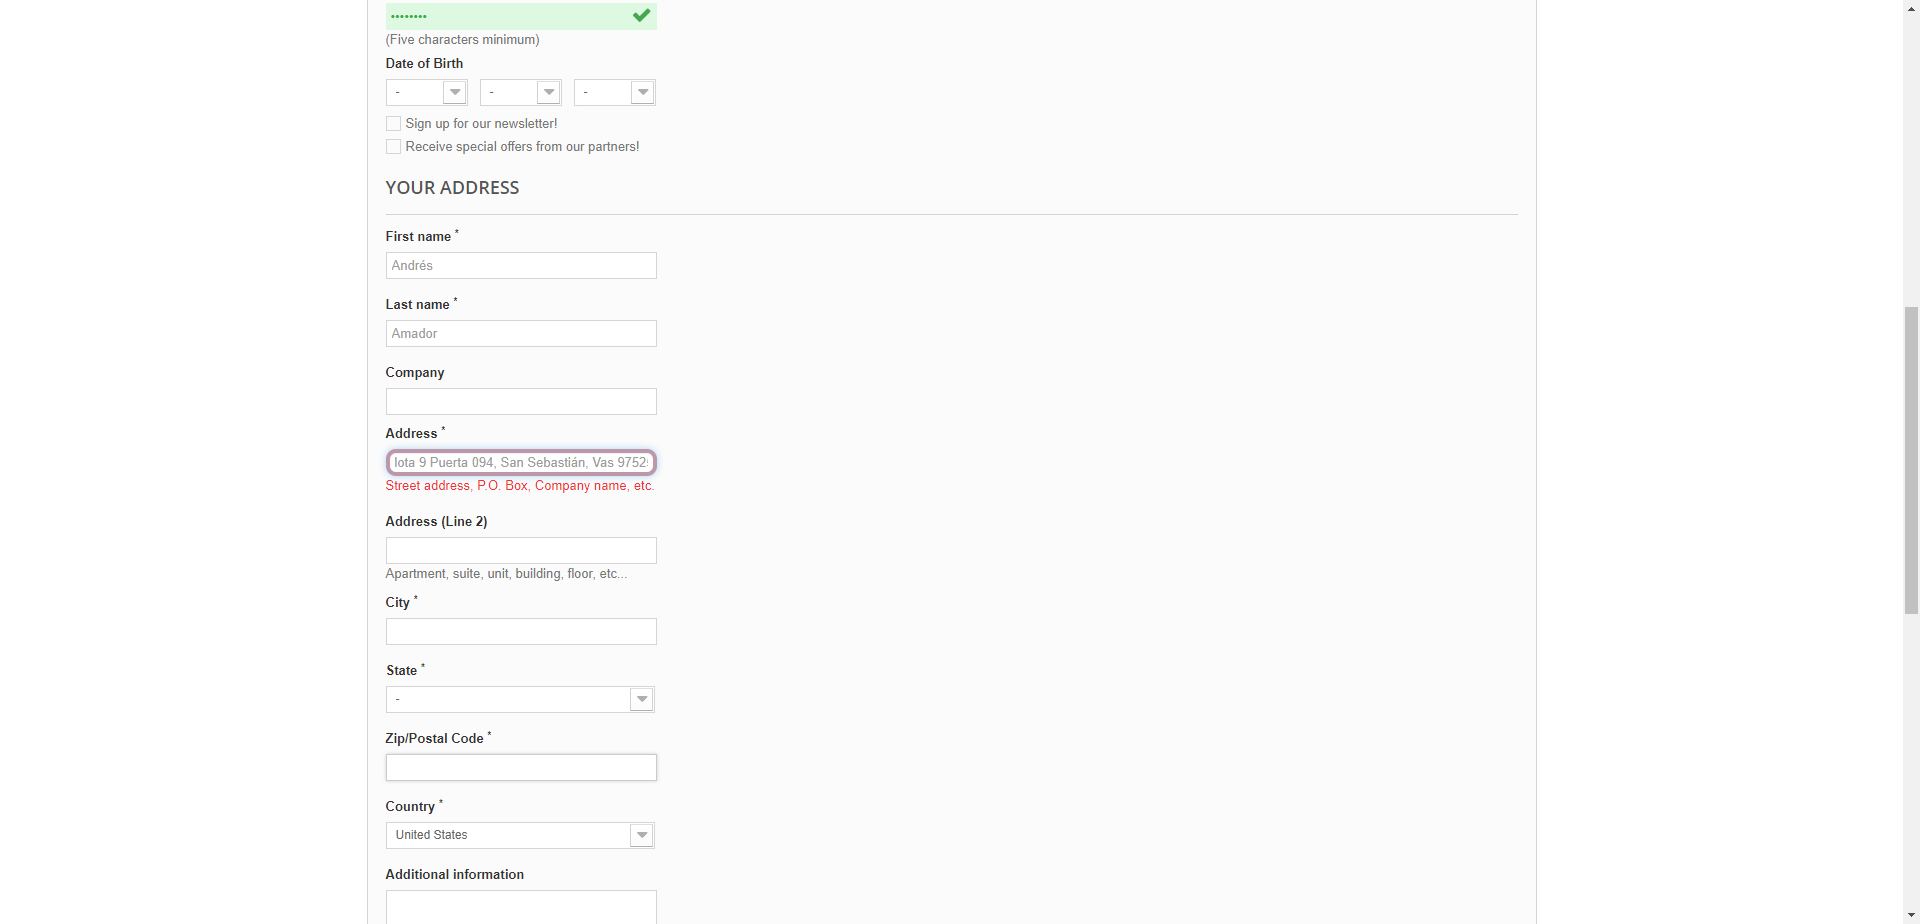 ••••••••
(Five characters minimum)
Date of Birth
- - -
Sign up for our newsletter!
Receive special offers from our partners!
YOUR ADDRESS
First name *
Andrés
Last name *
Amador
Company
Address *
lota 9 Puerta 094, San Sebastián, Vas 9752
Street address, P.O. Box, Company name, etc.
Address (Line 2)
Apartment, suite, unit, building, floor, etc...
City *
State *
-
Zip/Postal Code *
Country *
United States
Additional information